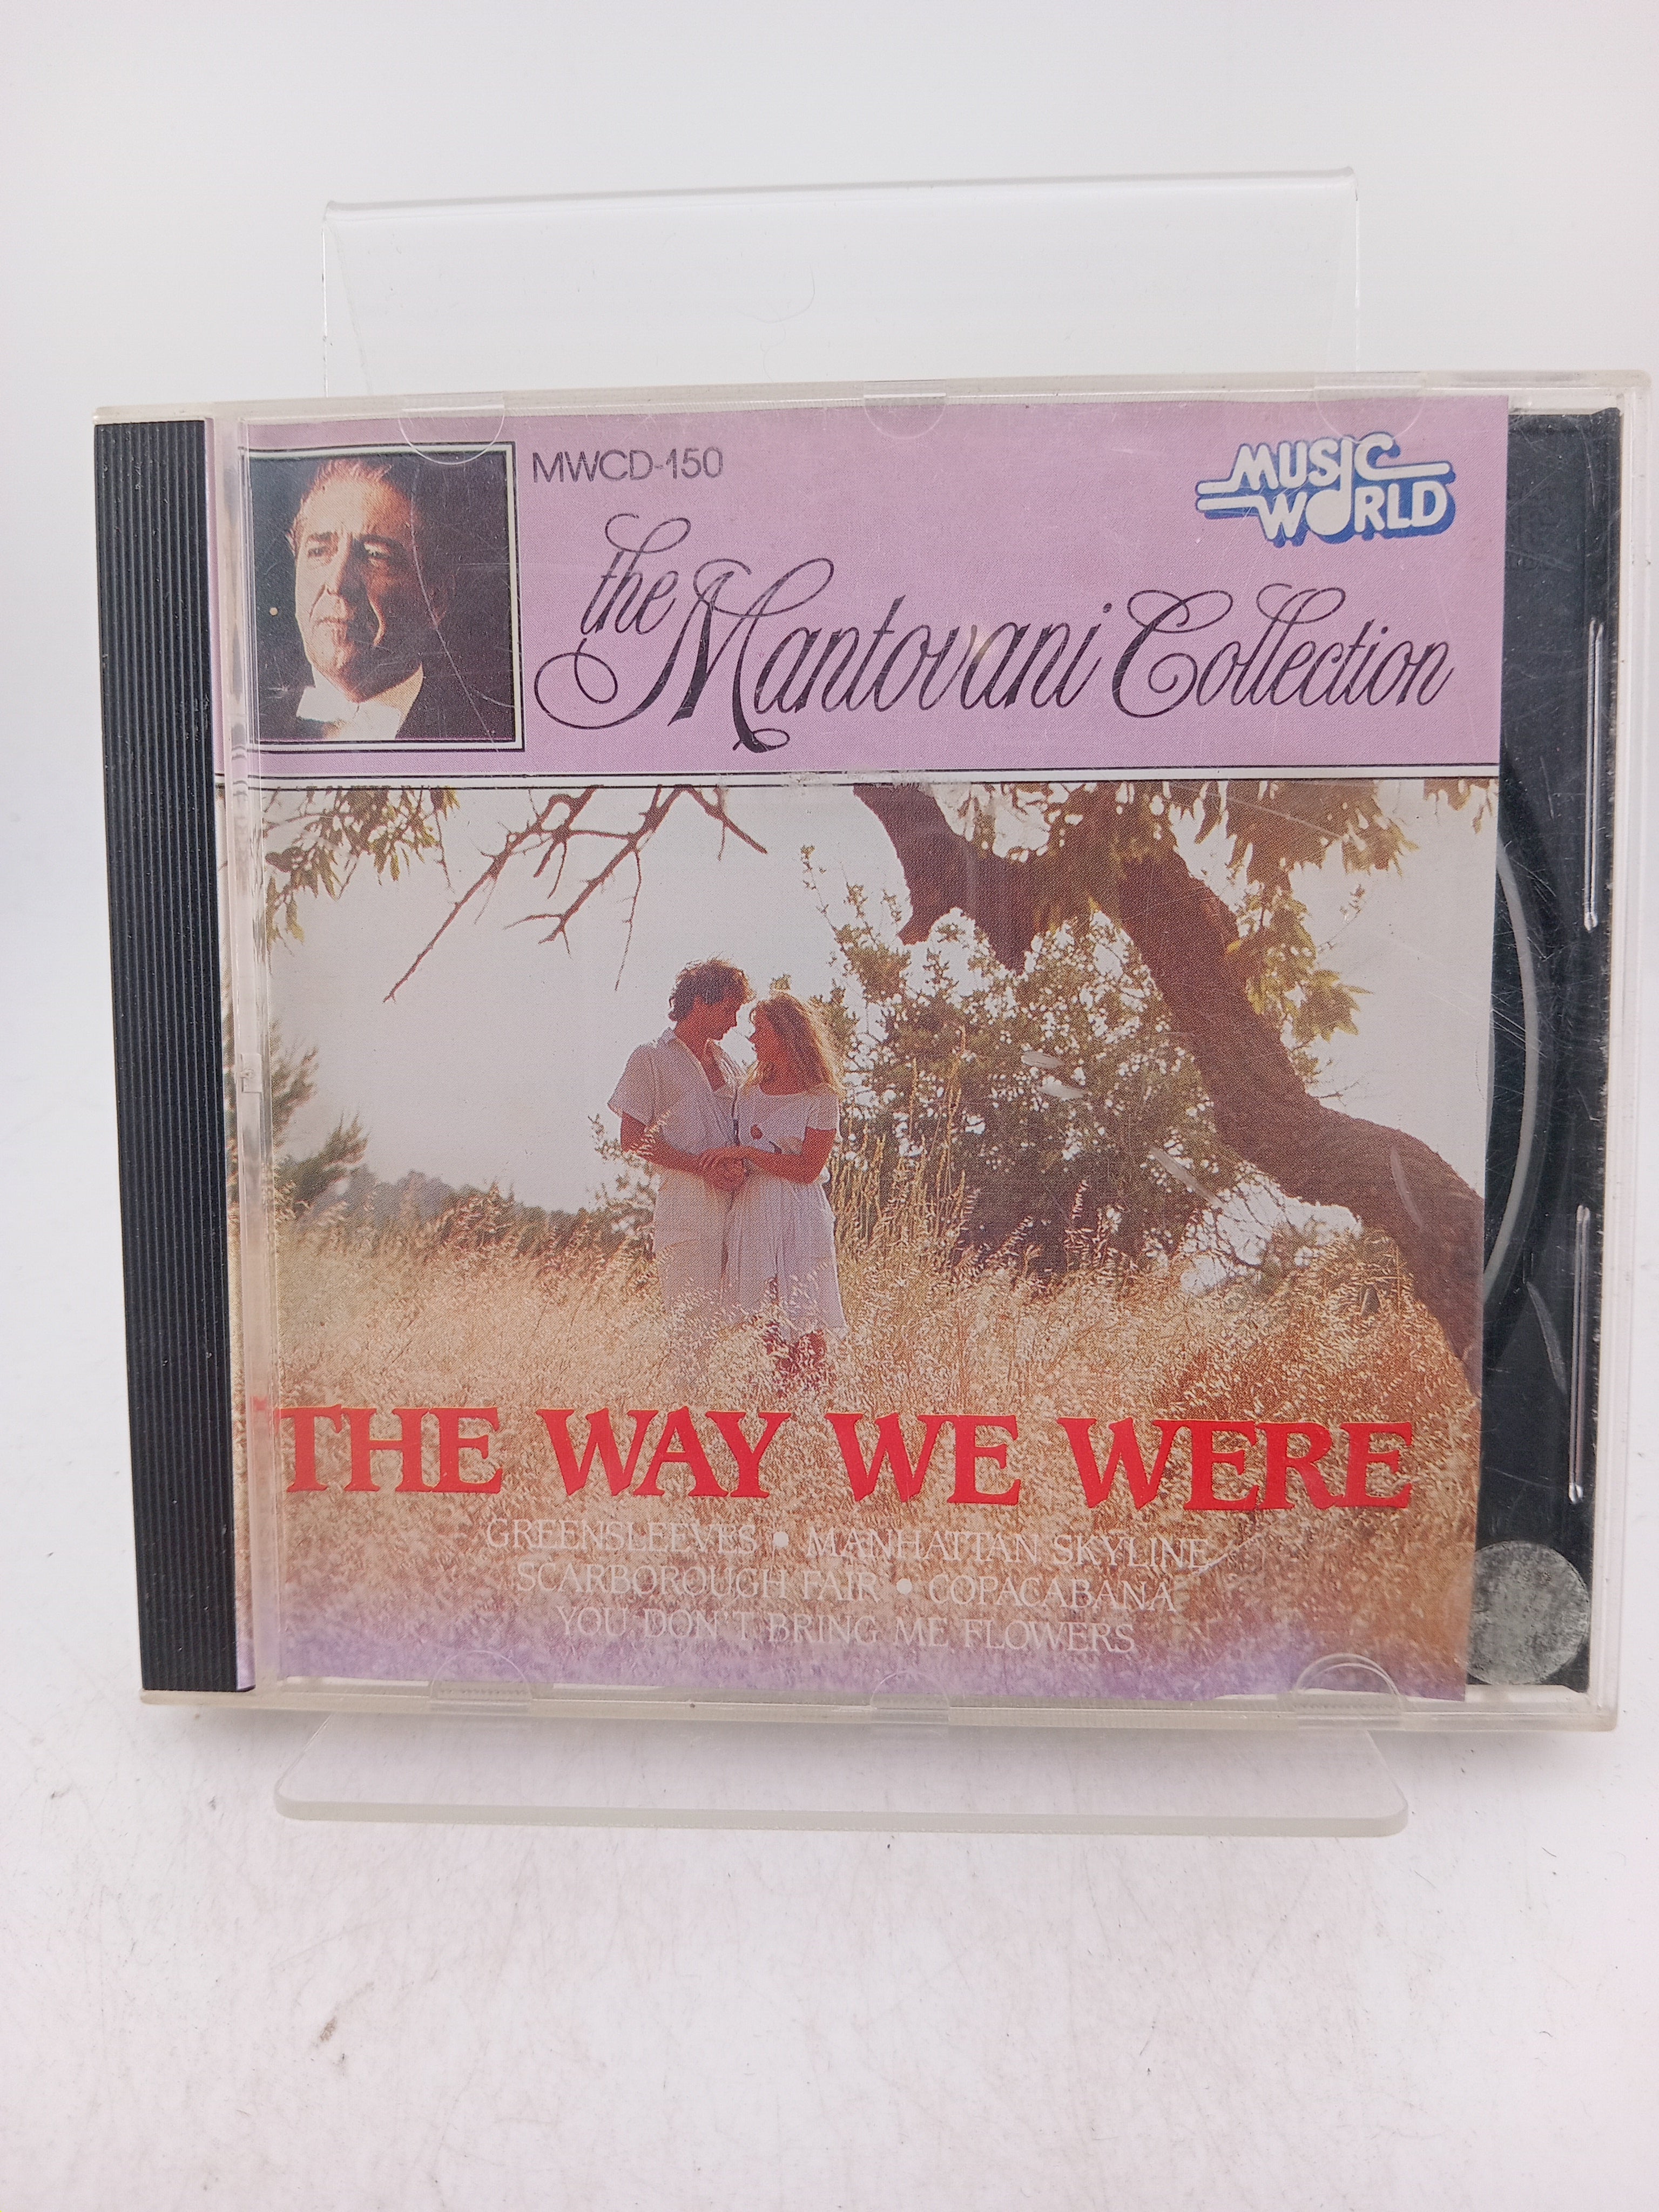 MWCD-150
MUSIC
WORLD
the Mantovani Collection
THE WAY WE WERE
GREENSLEEVES • MANHATTAN SKYLINE
SCARBOROUGH FAIR • COPACABANA
YOU DON'T BRING ME FLOWERS